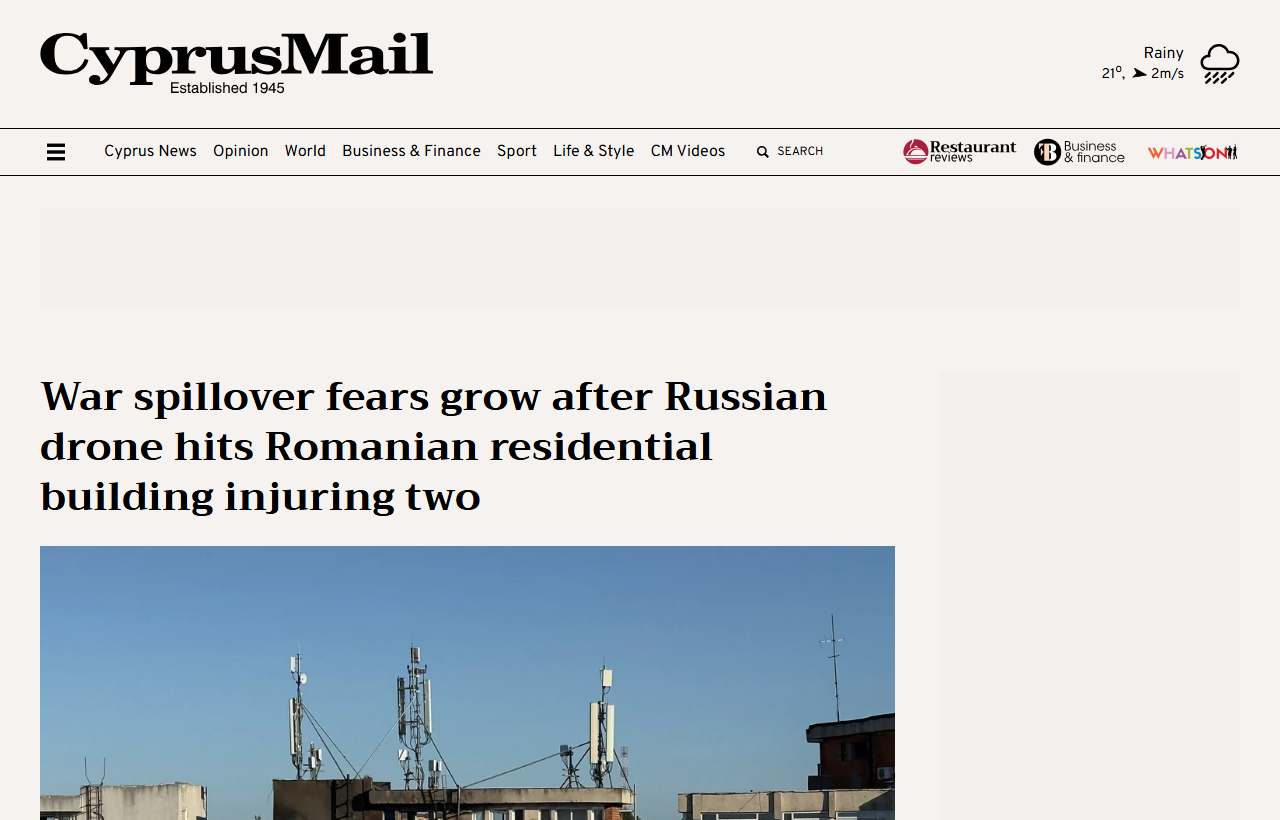 CyprusMail
Established 1945
Rainy
21°, 2m/s
Cyprus News Opinion World Business & Finance Sport Life & Style CM Videos SEARCH
Restaurant
reviews
Business
& finance
WHATSON
War spillover fears grow after Russian
drone hits Romanian residential
building injuring two